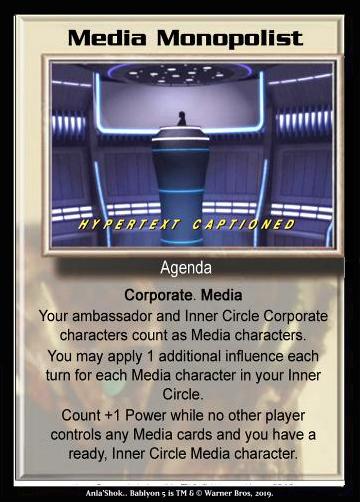 Media Monopolist
HYPERTEXT CAPTIONED
Agenda
Corporate. Media
Your ambassador and Inner Circle Corporate
characters count as Media characters.
You may apply 1 additional influence each
turn for each Media character in your Inner
Circle.
Count +1 Power while no other player
controls any Media cards and you have a
ready, Inner Circle Media character.
Anla'Shok.. Bablyon 5 is TM & © Warner Bros, 2019.